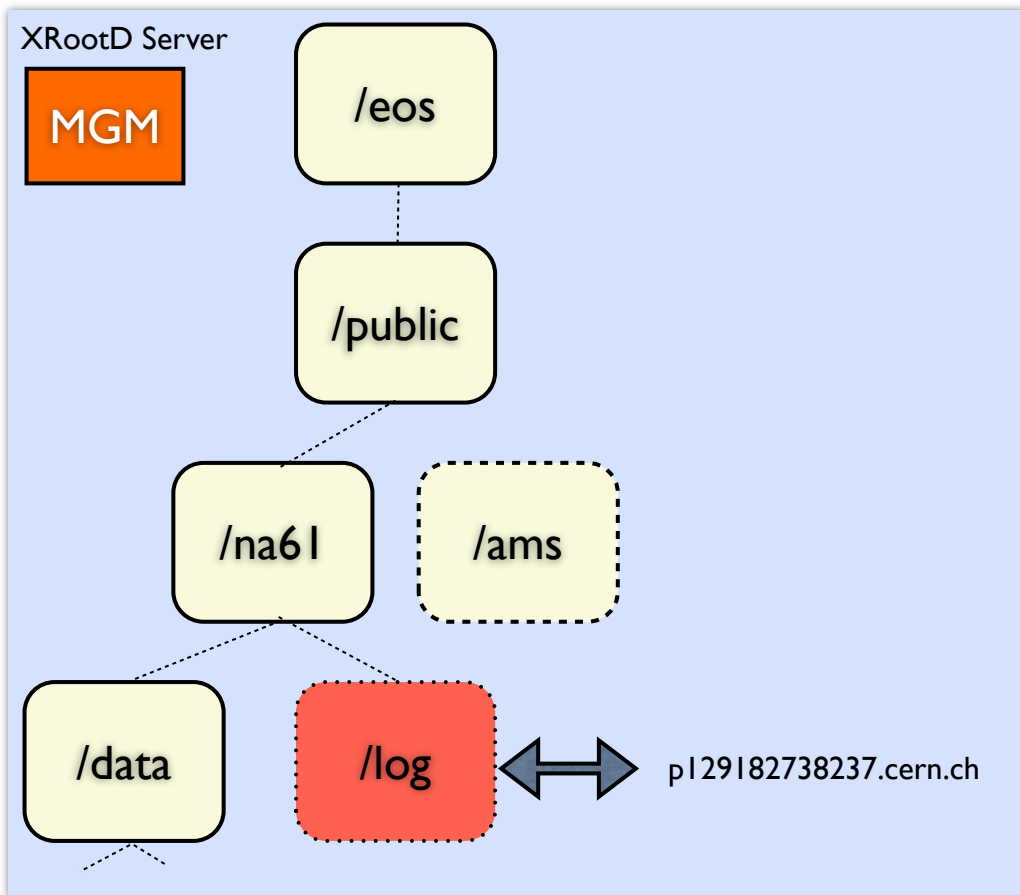 XRootD Server
MGM
/eos
/public
/na61
/ams
/data
/log
p129182738237.cern.ch